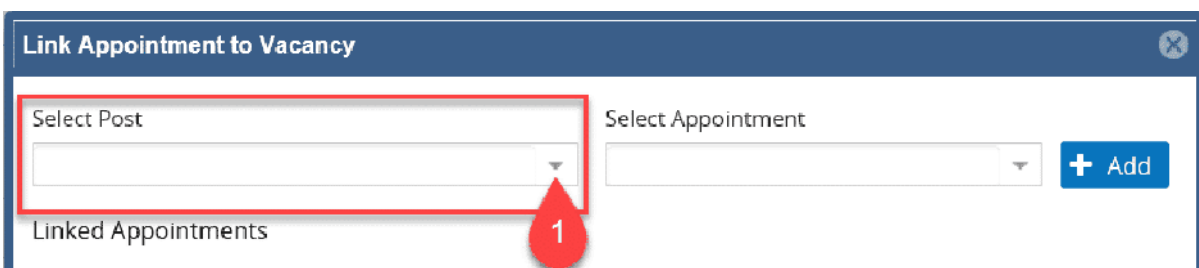 Link Appointment to Vacancy
Select Post
Select Appointment
Add
Linked Appointments
1